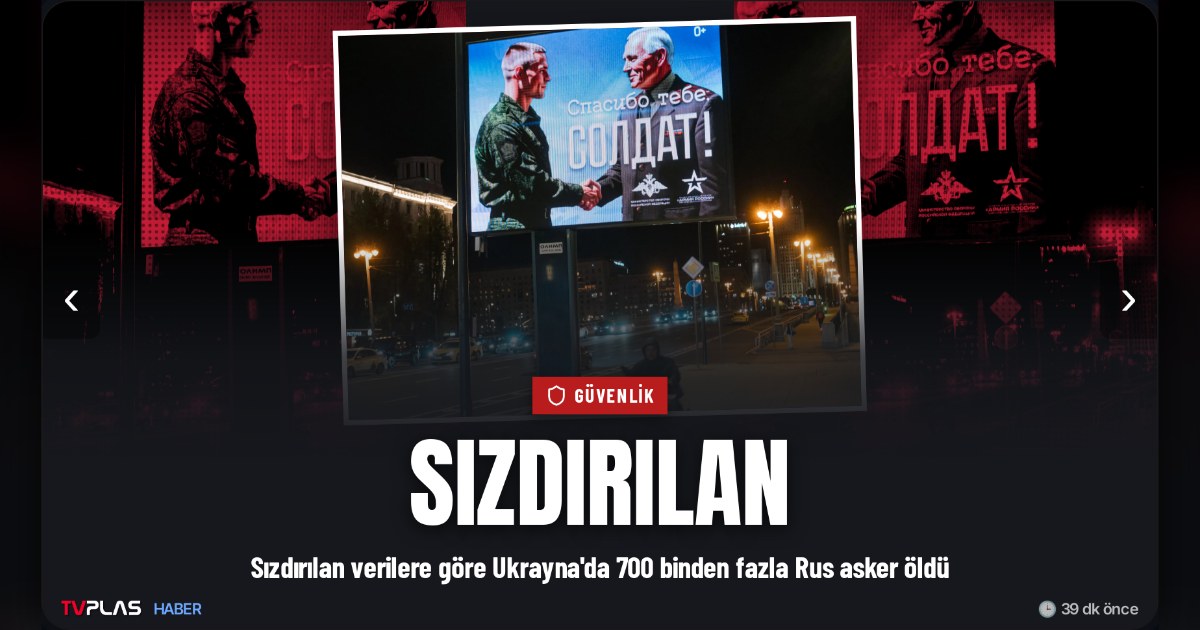 0+
Спасибо тебе,
СОЛДАТ!
GÜVENLİK
SIZDIRILAN
Sızdırılan verilere göre Ukrayna'da 700 binden fazla Rus asker öldü
TVPLAS HABER
39 dk önce